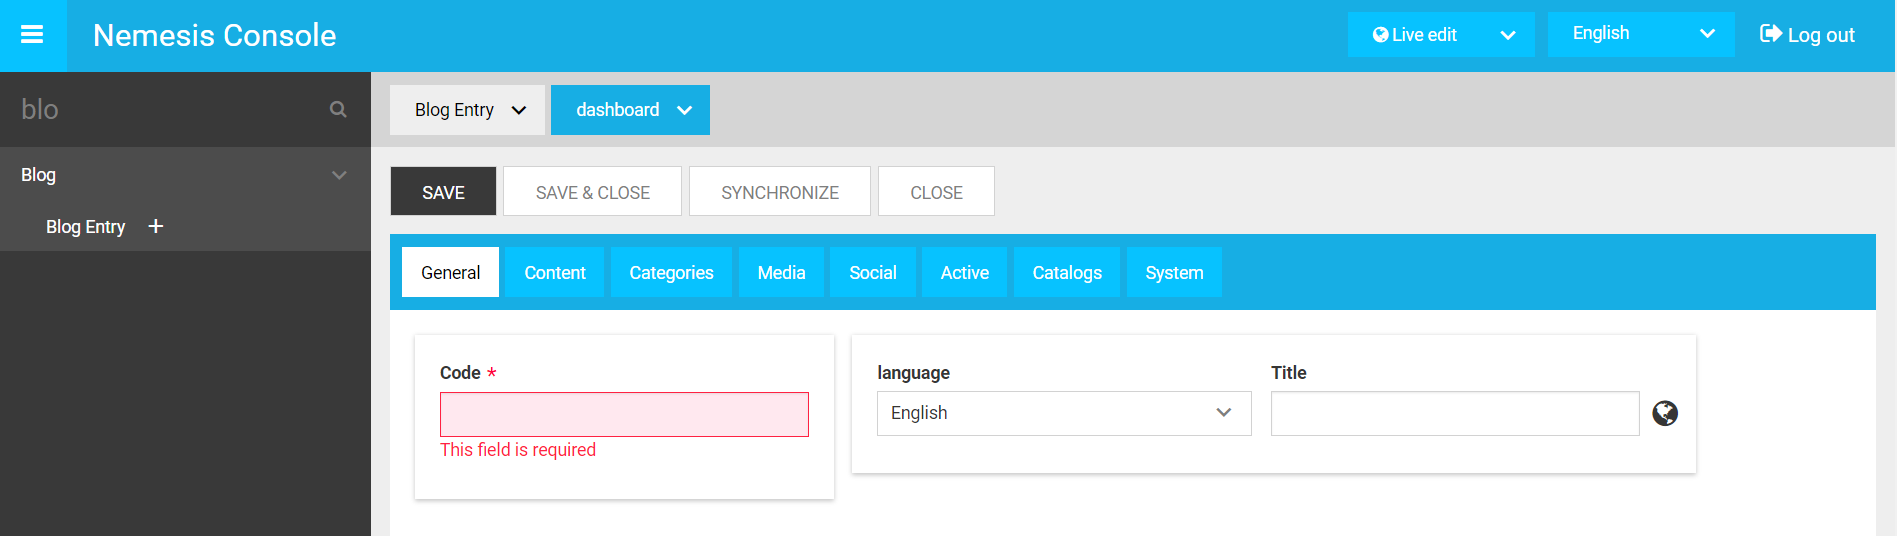 Nemesis Console
Live edit
English
Log out
blo
Blog
Blog Entry +
Blog Entry
dashboard
SAVE
SAVE & CLOSE
SYNCHRONIZE
CLOSE
General
Content
Categories
Media
Social
Active
Catalogs
System
Code *
This field is required
language
English
Title